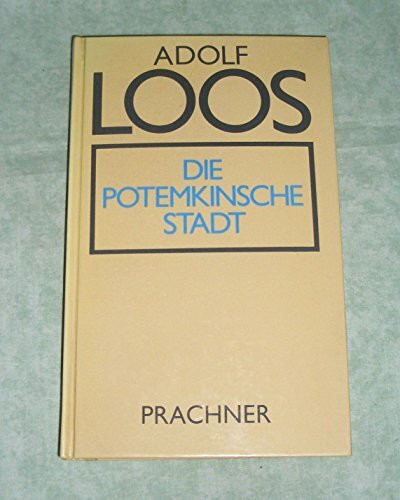 ADOLF
LOOS
DIE
POTEMKINSCHE
STADT
PRACHNER